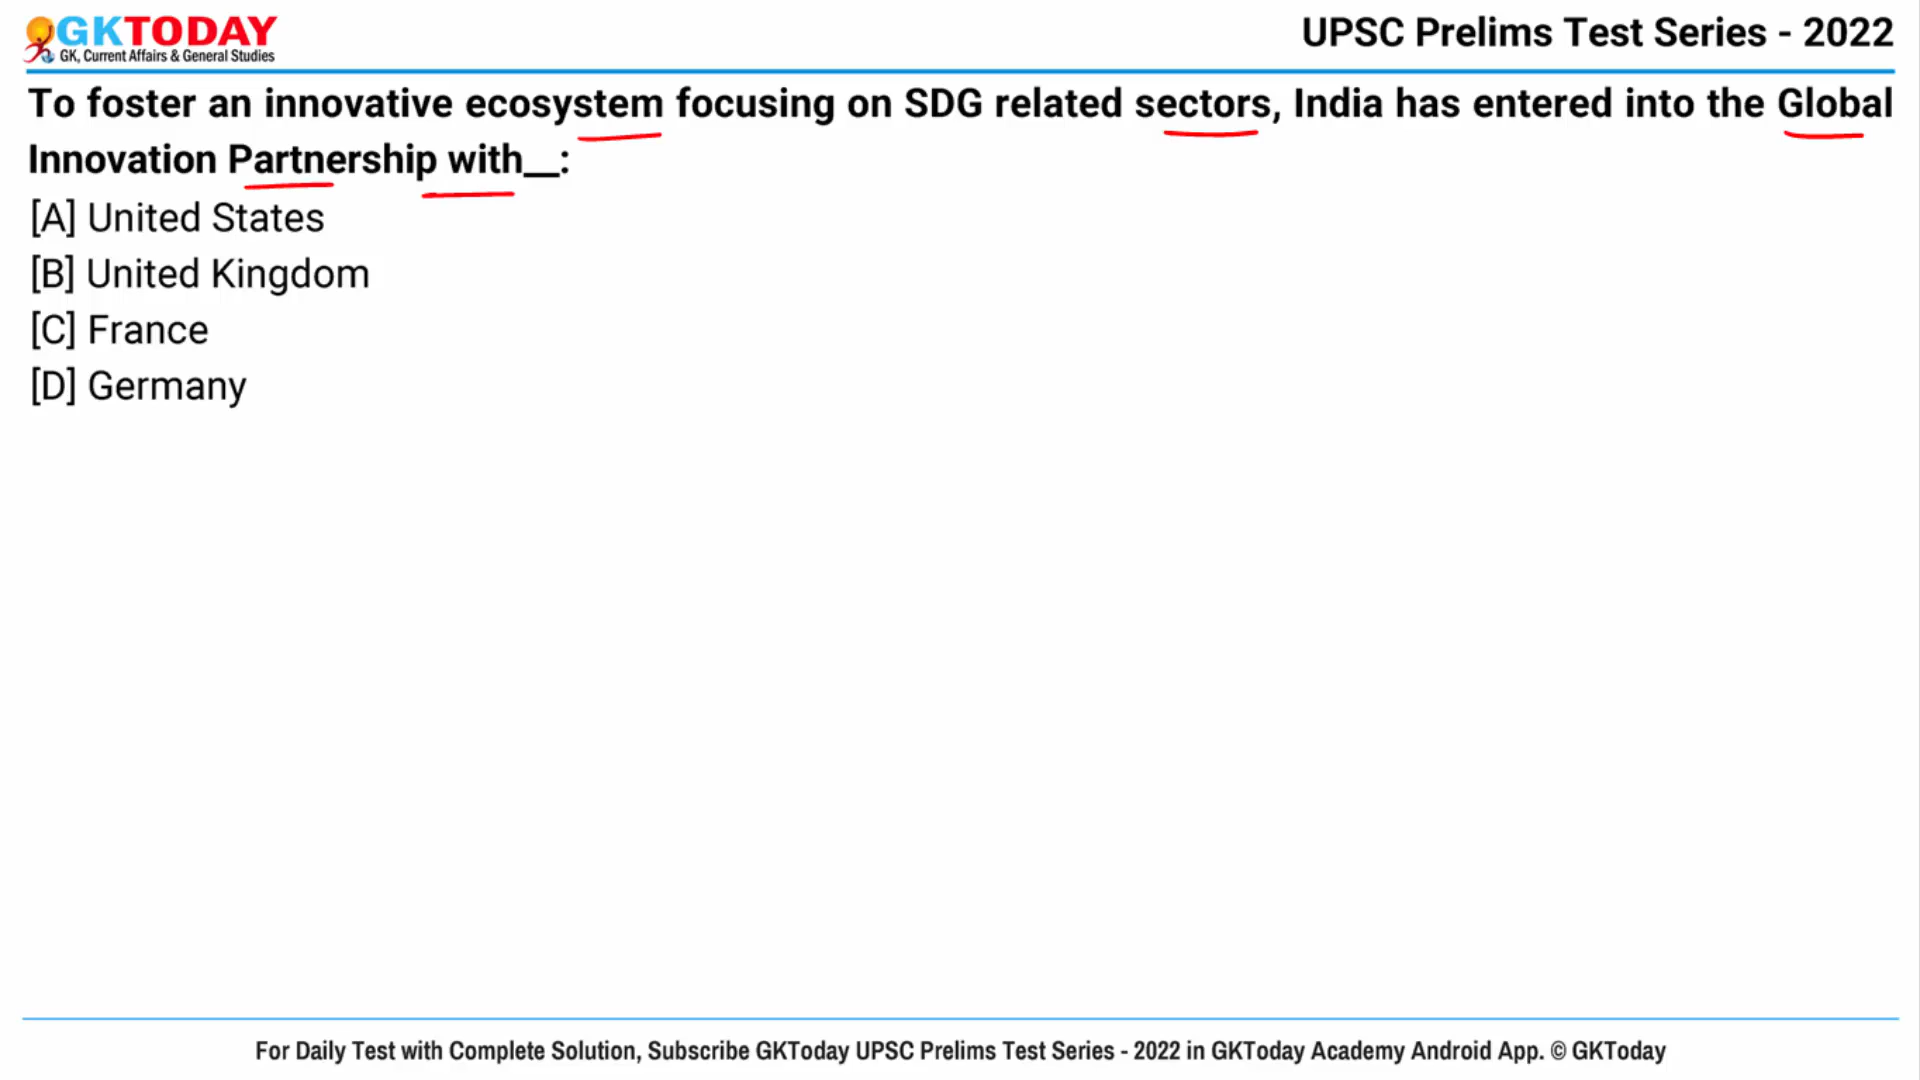 GKTODAY
GK, Current Affairs & General Studies
UPSC Prelims Test Series - 2022
To foster an innovative ecosystem focusing on SDG related sectors, India has entered into the Global
Innovation Partnership with__:
[A] United States
[B] United Kingdom
[C] France
[D] Germany
For Daily Test with Complete Solution, Subscribe GKToday UPSC Prelims Test Series - 2022 in GKToday Academy Android App. © GKToday